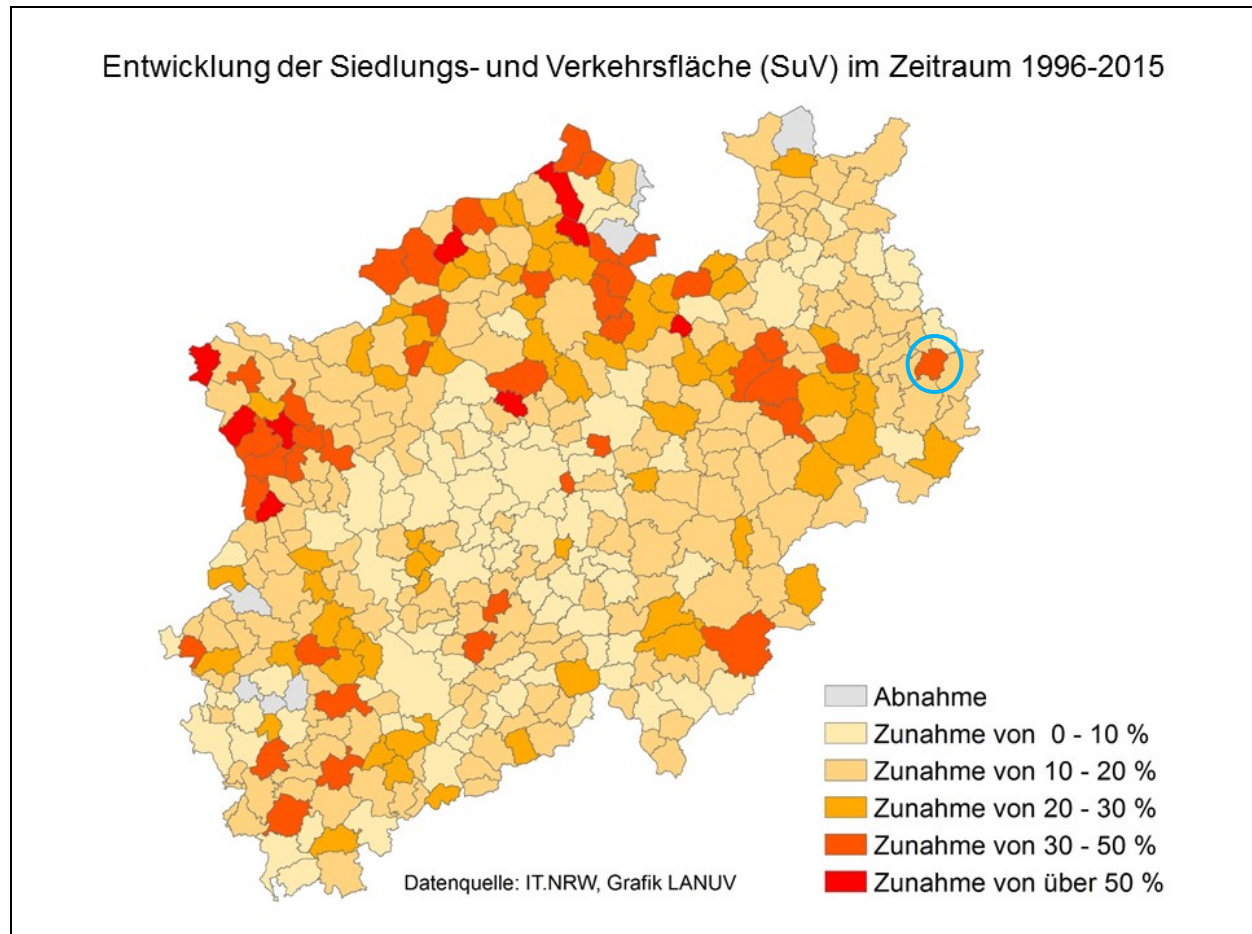 Entwicklung der Siedlungs- und Verkehrsfläche (SuV) im Zeitraum 1996-2015
Abnahme
Zunahme von 0 - 10 %
Zunahme von 10 - 20 %
Zunahme von 20 - 30 %
Zunahme von 30 - 50 %
Zunahme von über 50 %
Datenquelle: IT.NRW, Grafik LANUV